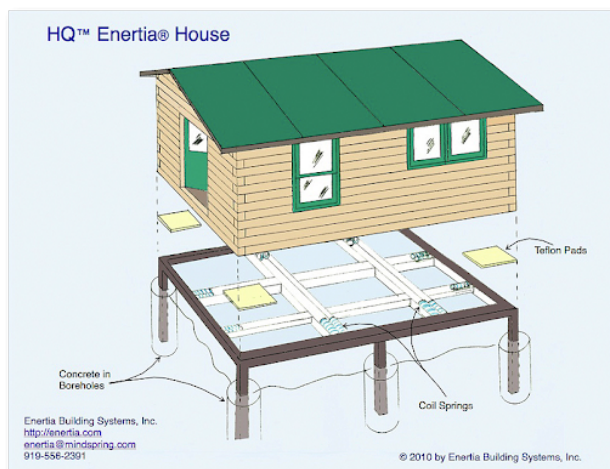 HQ™ Enertia® House
Teflon Pads
Concrete in
Boreholes
Coil Springs
Enertia Building Systems, Inc.
http://enertia.com
enertia@mindspring.com
919-556-2391
© 2010 by Enertia Building Systems, Inc.